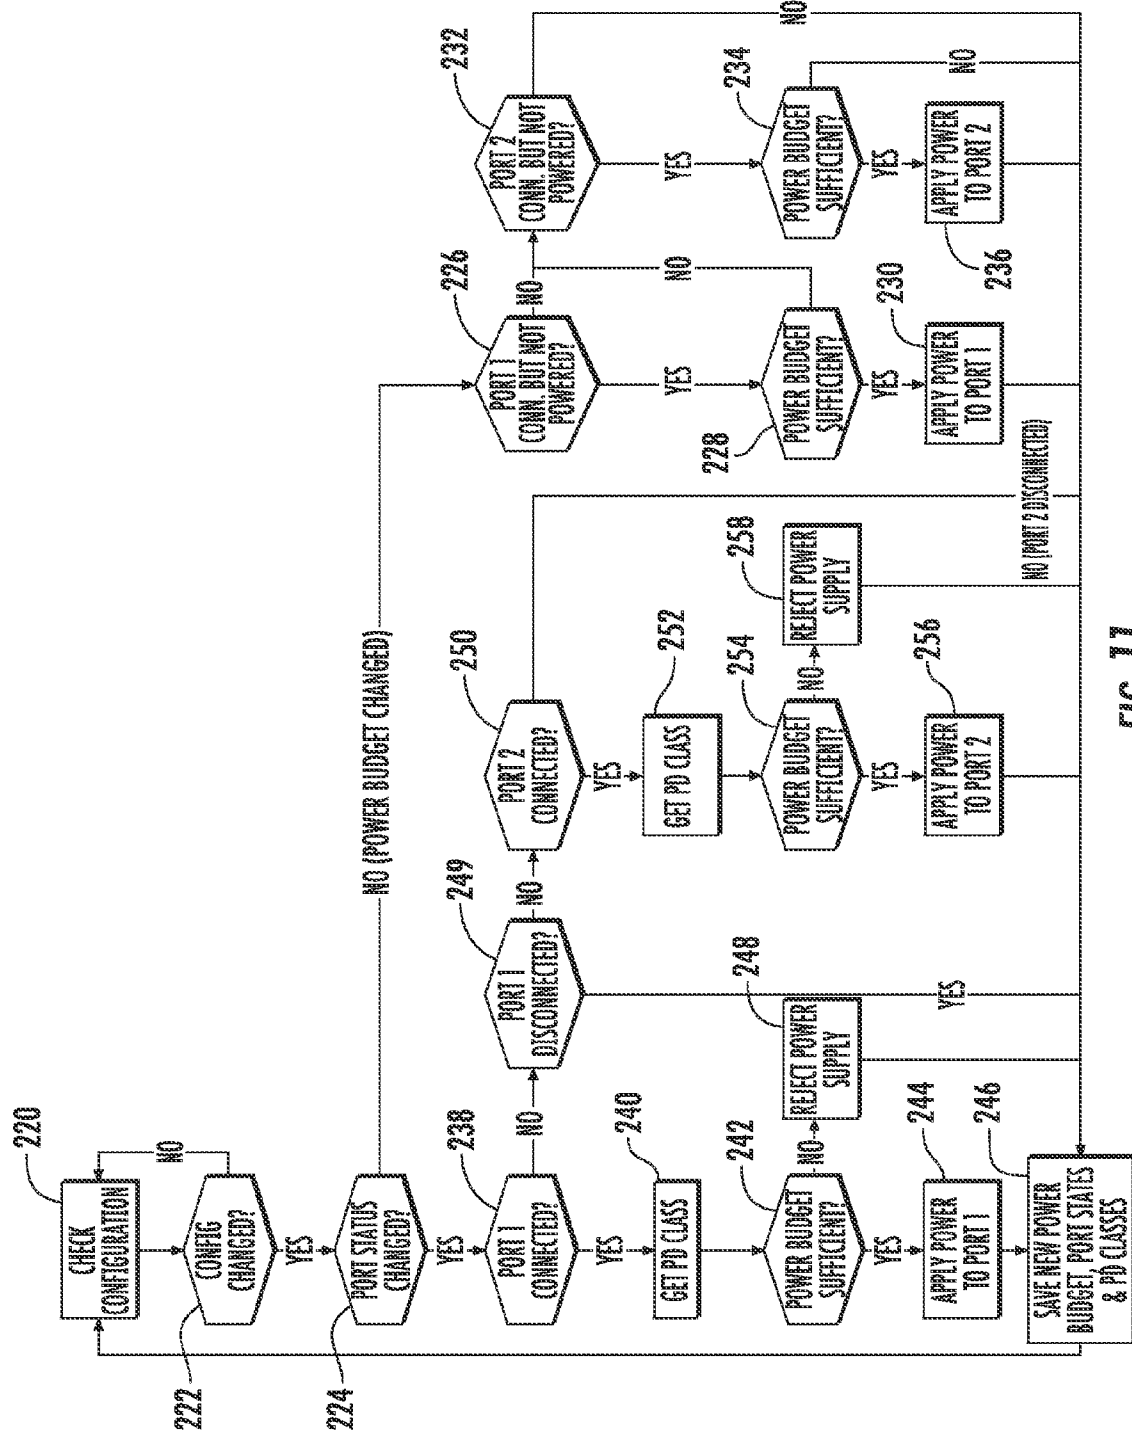 220
CHECK
CONFIGURATION
NO
222
CONFIG
CHANGED?
YES
224
PORT STATUS
CHANGED?
NO (POWER BUDGET CHANGED)
YES
238
PORT 1
CONNECTED?
NO
249
PORT 1
DISCONNECTED?
NO
250
PORT 2
CONNECTED?
226
PORT 1
CONN. BUT NOT
POWERED?
NO
232
PORT 2
CONN. BUT NOT
POWERED?
NO
YES
240
GET PD CLASS
YES
252
GET PD CLASS
YES
NO
YES
242
POWER BUDGET
SUFFICIENT?
NO
248
REJECT POWER
SUPPLY
254
POWER BUDGET
SUFFICIENT?
NO
258
REJECT POWER
SUPPLY
228
POWER BUDGET
SUFFICIENT?
234
POWER BUDGET
SUFFICIENT?
NO
YES
YES
YES
YES
YES
244
APPLY POWER
TO PORT 1
256
APPLY POWER
TO PORT 2
230
APPLY POWER
TO PORT 1
236
APPLY POWER
TO PORT 2
NO (PORT 2 DISCONNECTED)
246
SAVE NEW POWER
BUDGET, PORT STATES
& PD CLASSES
FIG. 11